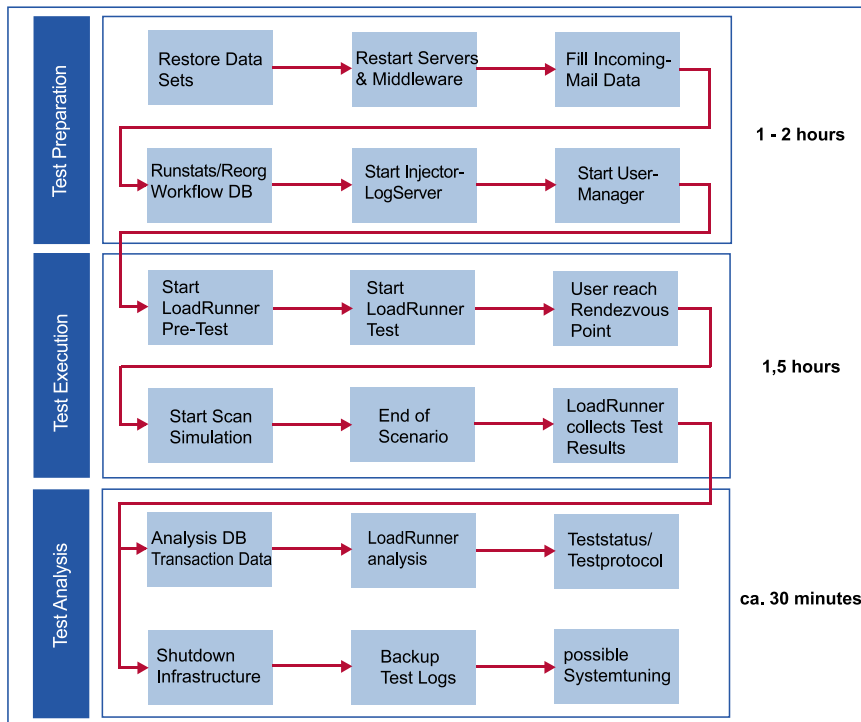 Test Preparation
Restore Data
Sets
Restart Servers
& Middleware
Fill Incoming-
Mail Data
Runstats/Reorg
Workflow DB
Start Injector-
LogServer
Start User-
Manager
1 - 2 hours
Test Execution
Start
LoadRunner
Pre-Test
Start
LoadRunner
Test
User reach
Rendezvous
Point
Start Scan
Simulation
End of
Scenario
LoadRunner
collects Test
Results
1,5 hours
Test Analysis
Analysis DB
Transaction Data
LoadRunner
analysis
Teststatus/
Testprotocol
Shutdown
Infrastructure
Backup
Test Logs
possible
Systemtuning
ca. 30 minutes